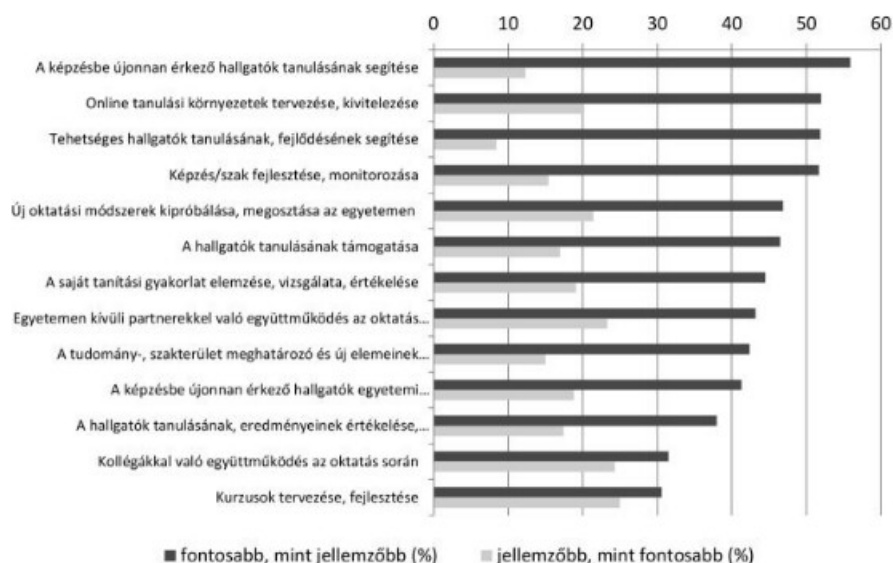 0 10 20 30 40 50 60
A képzésbe újonnan érkező hallgatók tanulásának segítése
Online tanulási környezetek tervezése, kivitelezése
Tehetséges hallgatók tanulásának, fejlődésének segítése
Képzés/szak fejlesztése, monitorozása
Új oktatási módszerek kipróbálása, megosztása az egyetemen
A hallgatók tanulásának támogatása
A saját tanítási gyakorlat elemzése, vizsgálata, értékelése
Egyetemen kívüli partnerekkel való együttműködés az oktatás...
A tudomány-, szakterület meghatározó és új elemeinek...
A képzésbe újonnan érkező hallgatók egyetemi...
A hallgatók tanulásának, eredményeinek értékelése,...
Kollégákkal való együttműködés az oktatás során
Kurzusok tervezése, fejlesztése
fontosabb, mint jellemzőbb (%) jellemzőbb, mint fontosabb (%)